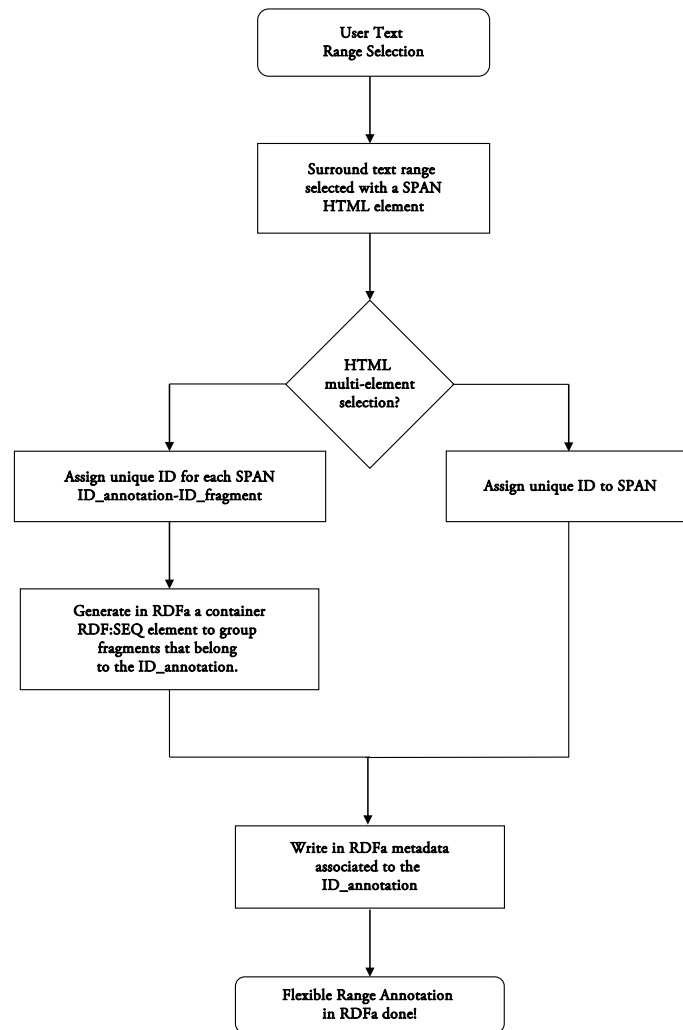 User Text
Range Selection
Surround text range
selected with a SPAN
HTML element
HTML
multi-element
selection?
Assign unique ID for each SPAN
ID_annotation-ID_fragment
Assign unique ID to SPAN
Generate in RDFa a container
RDF:SEQ element to group
fragments that belong
to the ID_annotation.
Write in RDFa metadata
associated to the
ID_annotation
Flexible Range Annotation
in RDFa done!